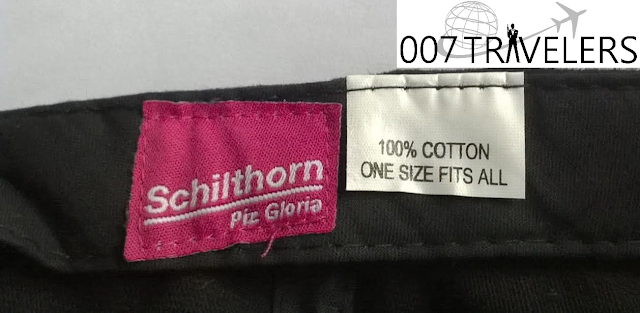 007 TRAVELERS
Schilthorn
Piz Gloria
100% COTTON
ONE SIZE FITS ALL